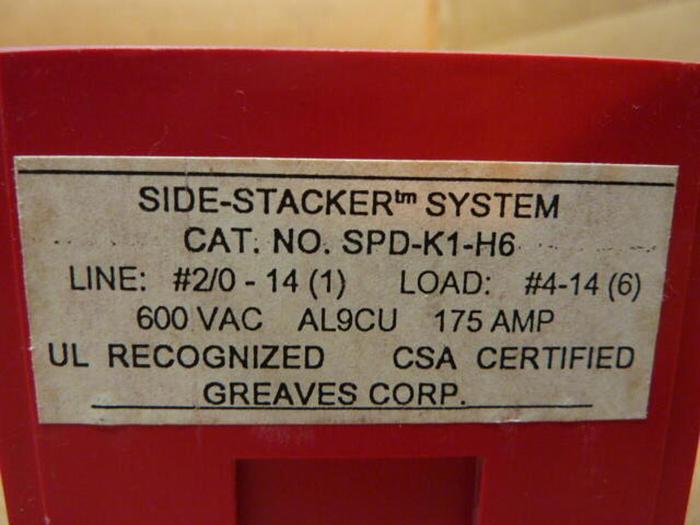 SIDE-STACKER™ SYSTEM
CAT. NO. SPD-K1-H6
LINE: #2/0 - 14 (1) LOAD: #4-14 (6)
600 VAC AL9CU 175 AMP
UL RECOGNIZED CSA CERTIFIED
GREAVES CORP.